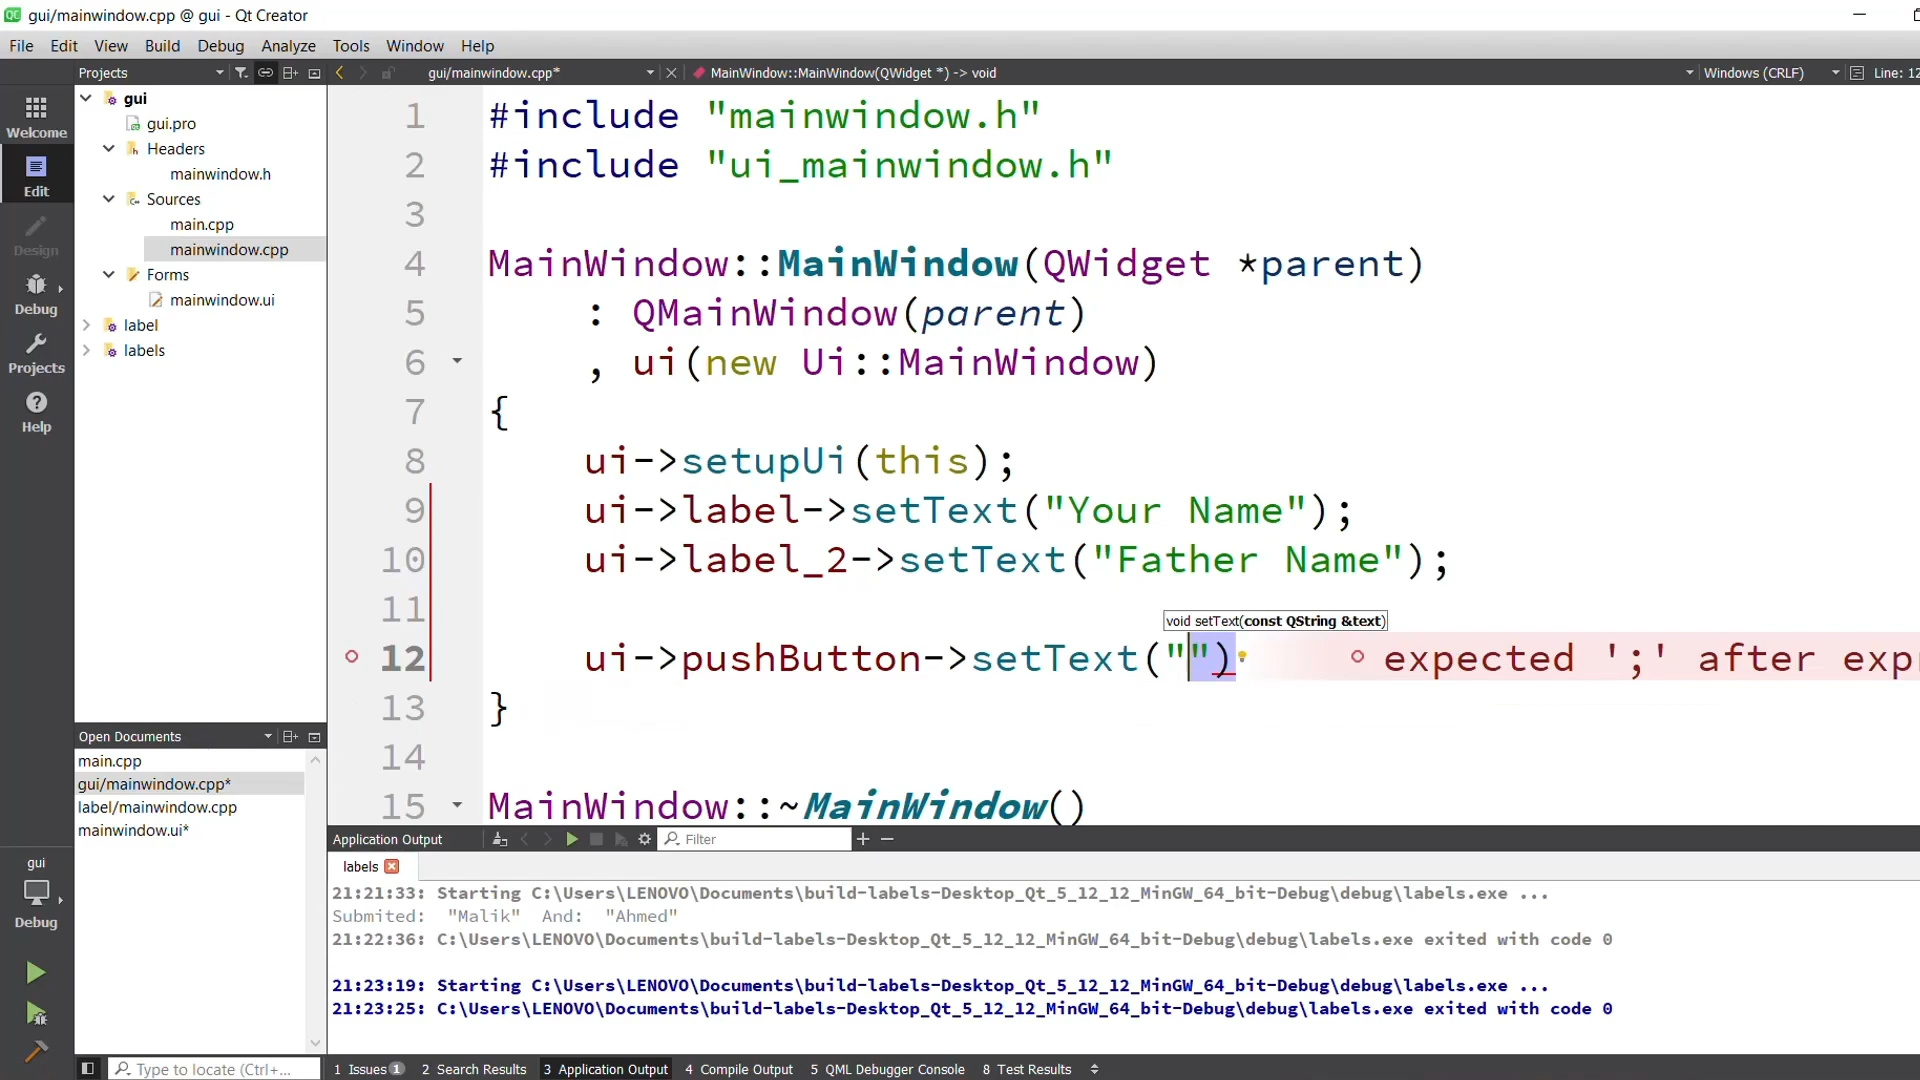 gui/mainwindow.cpp @ gui - Qt Creator
File Edit View Build Debug Analyze Tools Window Help
Projects gui/mainwindow.cpp* MainWindow::MainWindow(QWidget *) -> void Windows (CRLF) Line: 12
Welcome
Edit
Design
Debug
Projects
Help
gui
gui.pro
Headers
mainwindow.h
Sources
main.cpp
mainwindow.cpp
Forms
mainwindow.ui
label
labels
1 #include "mainwindow.h"
2 #include "ui_mainwindow.h"
3
4 MainWindow::MainWindow(QWidget *parent)
5 : QMainWindow(parent)
6 , ui(new Ui::MainWindow)
7 {
8 ui->setupUi(this);
9 ui->label->setText("Your Name");
10 ui->label_2->setText("Father Name");
11
void setText(const QString &text)
12 ui->pushButton->setText("") expected ';' after expr
13 }
14
15 MainWindow::~MainWindow()
Open Documents
main.cpp
gui/mainwindow.cpp*
label/mainwindow.cpp
mainwindow.ui*
gui
Debug
Application Output Filter
labels
21:21:33: Starting C:\Users\LENOVO\Documents\build-labels-Desktop_Qt_5_12_12_MinGW_64_bit-Debug\debug\labels.exe ...
Submited: "Malik" And: "Ahmed"
21:22:36: C:\Users\LENOVO\Documents\build-labels-Desktop_Qt_5_12_12_MinGW_64_bit-Debug\debug\labels.exe exited with code 0
21:23:19: Starting C:\Users\LENOVO\Documents\build-labels-Desktop_Qt_5_12_12_MinGW_64_bit-Debug\debug\labels.exe ...
21:23:25: C:\Users\LENOVO\Documents\build-labels-Desktop_Qt_5_12_12_MinGW_64_bit-Debug\debug\labels.exe exited with code 0
Type to locate (Ctrl+... 1 Issues 1 2 Search Results 3 Application Output 4 Compile Output 5 QML Debugger Console 8 Test Results